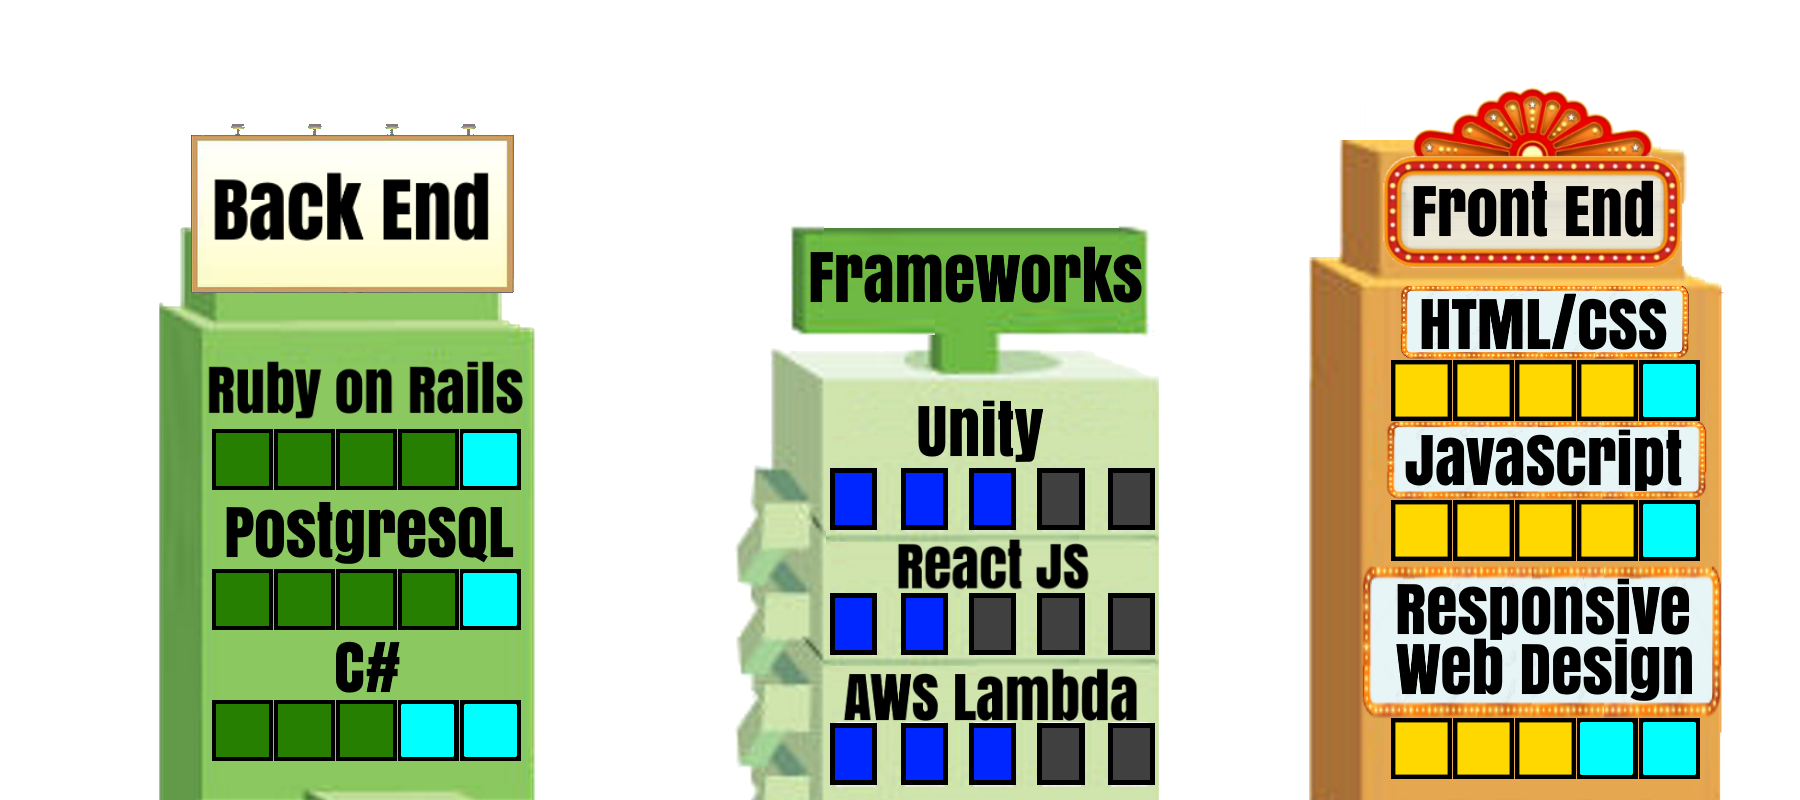 Back End
Ruby on Rails
PostgreSQL
C#
Frameworks
Unity
React JS
AWS Lambda
Front End
HTML/CSS
JavaScript
Responsive
Web Design